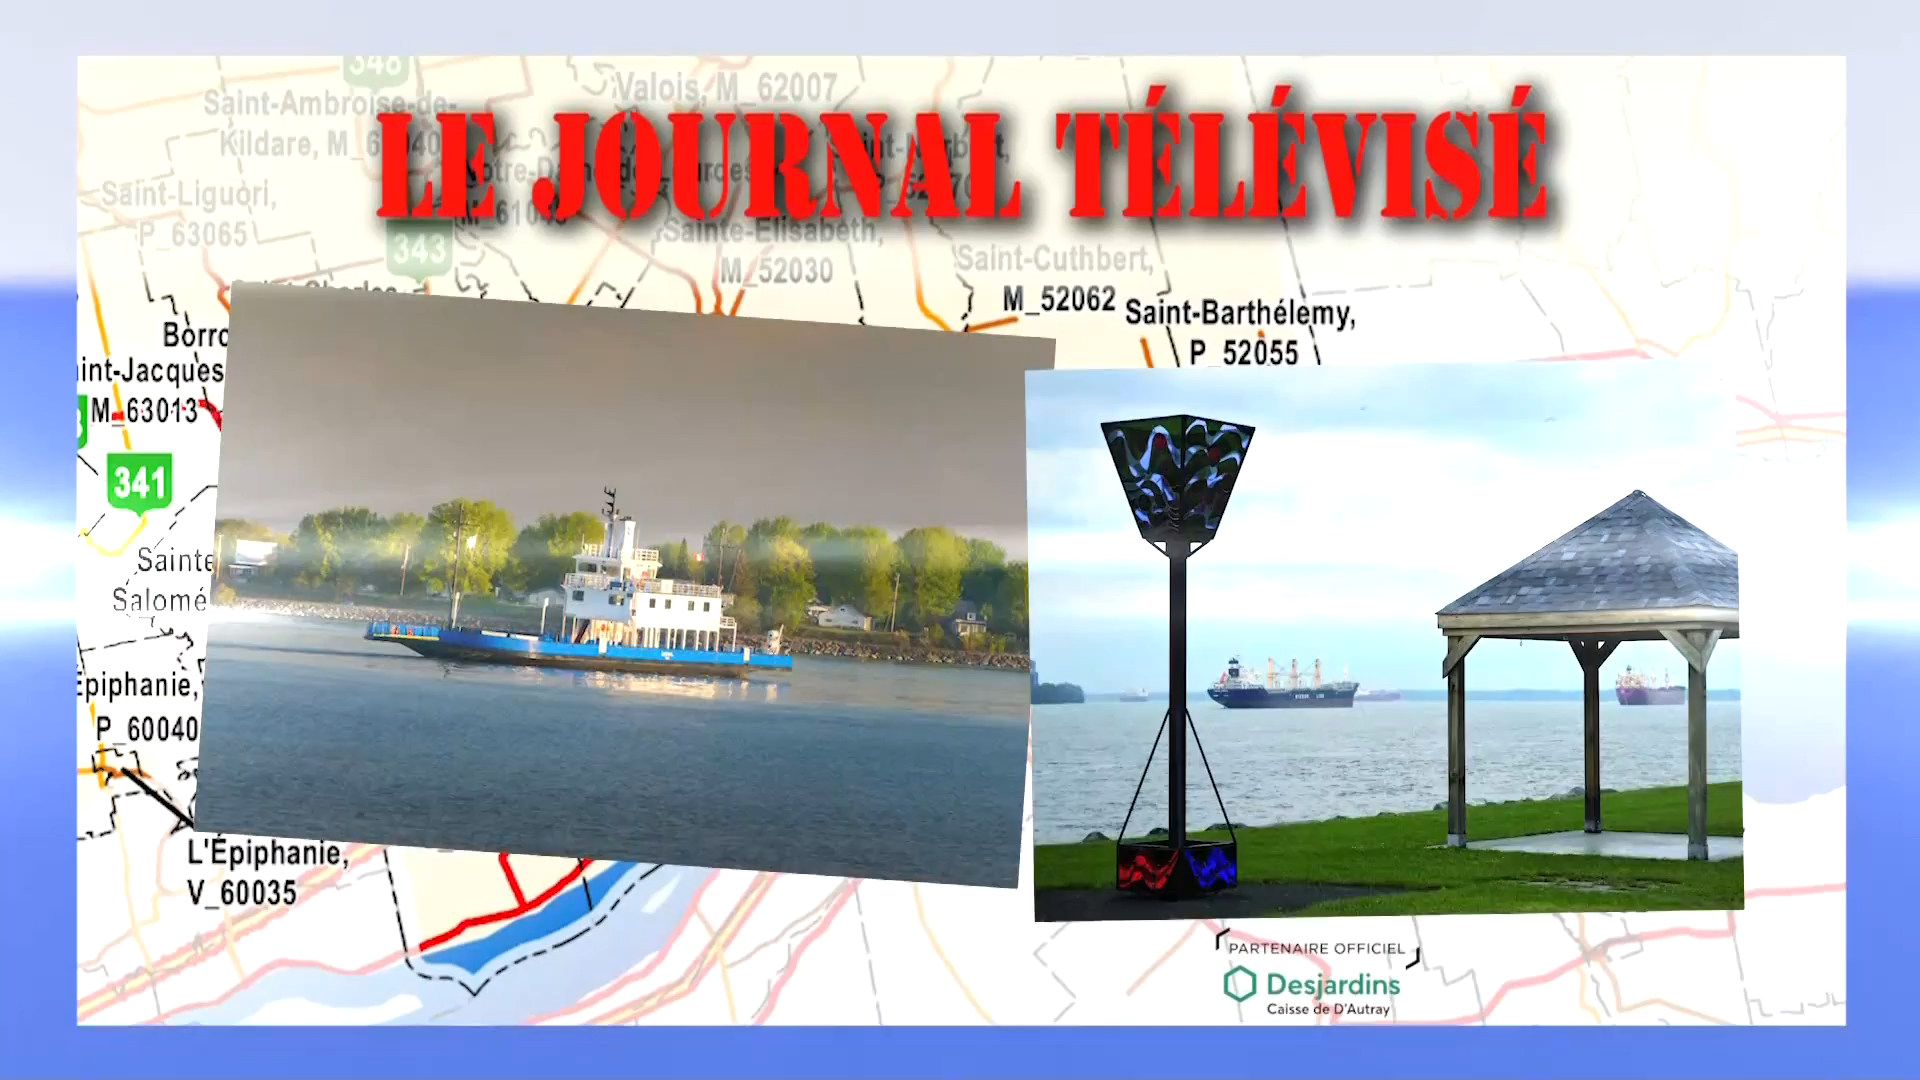 348
Valois, M_62007
Saint-Ambroise-de-
Kildare, M_6
LE JOURNAL TÉLÉVISÉ
Saint-Liguori,
P_63065
343
Sainte-Élisabeth,
M_52030
Saint-Cuthbert,
M_52062
Saint-Barthélemy,
P_52055
Borro
int-Jacques
M_63013
341
Sainte
Salomé
Épiphanie,
P_60040
L'Épiphanie,
V_60035
PARTENAIRE OFFICIEL
Desjardins
Caisse de D'Autray